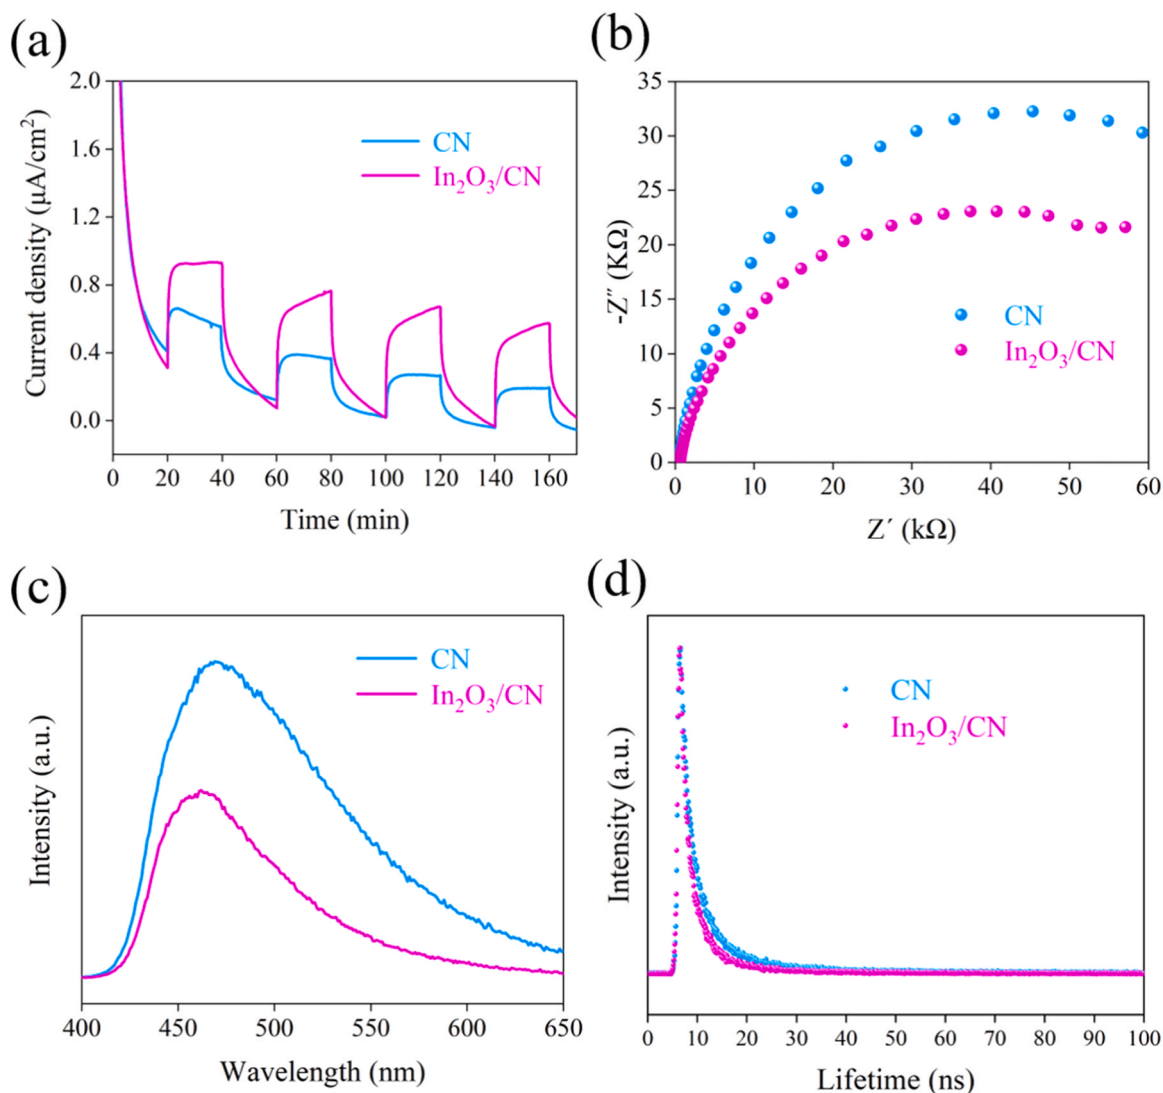 (a)
2.0
1.6
1.2
0.8
0.4
0.0
Current density (μA/cm²)
CN
In₂O₃/CN
0 20 40 60 80 100 120 140 160
Time (min)
(b)
35
30
25
20
15
10
5
0
-Z″ (KΩ)
CN
In₂O₃/CN
0 10 20 30 40 50 60
Z′ (kΩ)
(c)
Intensity (a.u.)
CN
In₂O₃/CN
400 450 500 550 600 650
Wavelength (nm)
(d)
Intensity (a.u.)
CN
In₂O₃/CN
0 10 20 30 40 50 60 70 80 90 100
Lifetime (ns)